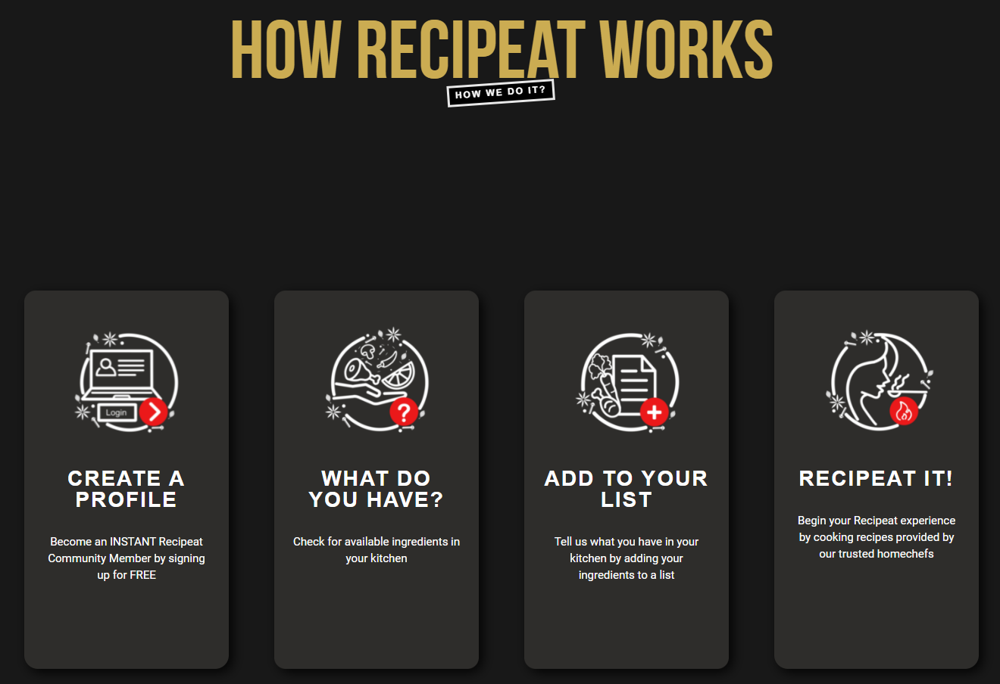 HOW RECIPEAT WORKS
HOW WE DO IT?
Login
CREATE A
PROFILE
Become an INSTANT Recipeat
Community Member by signing
up for FREE
?
WHAT DO
YOU HAVE?
Check for available ingredients in
your kitchen
ADD TO YOUR
LIST
Tell us what you have in your
kitchen by adding your
ingredients to a list
RECIPEAT IT!
Begin your Recipeat experience
by cooking recipes provided by
our trusted homechefs